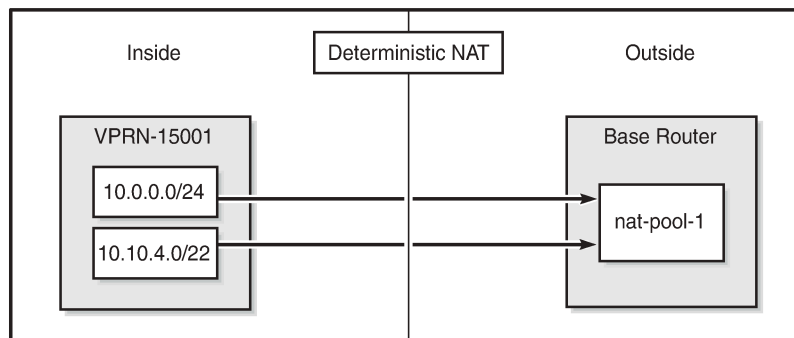 Inside
Deterministic NAT
Outside
VPRN-15001
10.0.0.0/24
10.10.4.0/22
Base Router
nat-pool-1